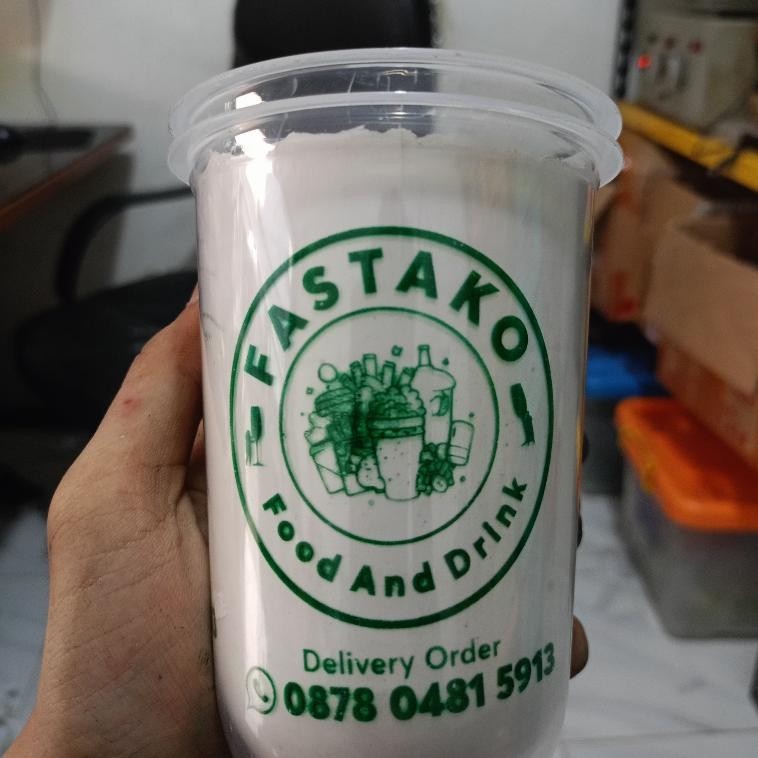 FASTAKO
Food And Drink
Delivery Order
0878 0481 5913